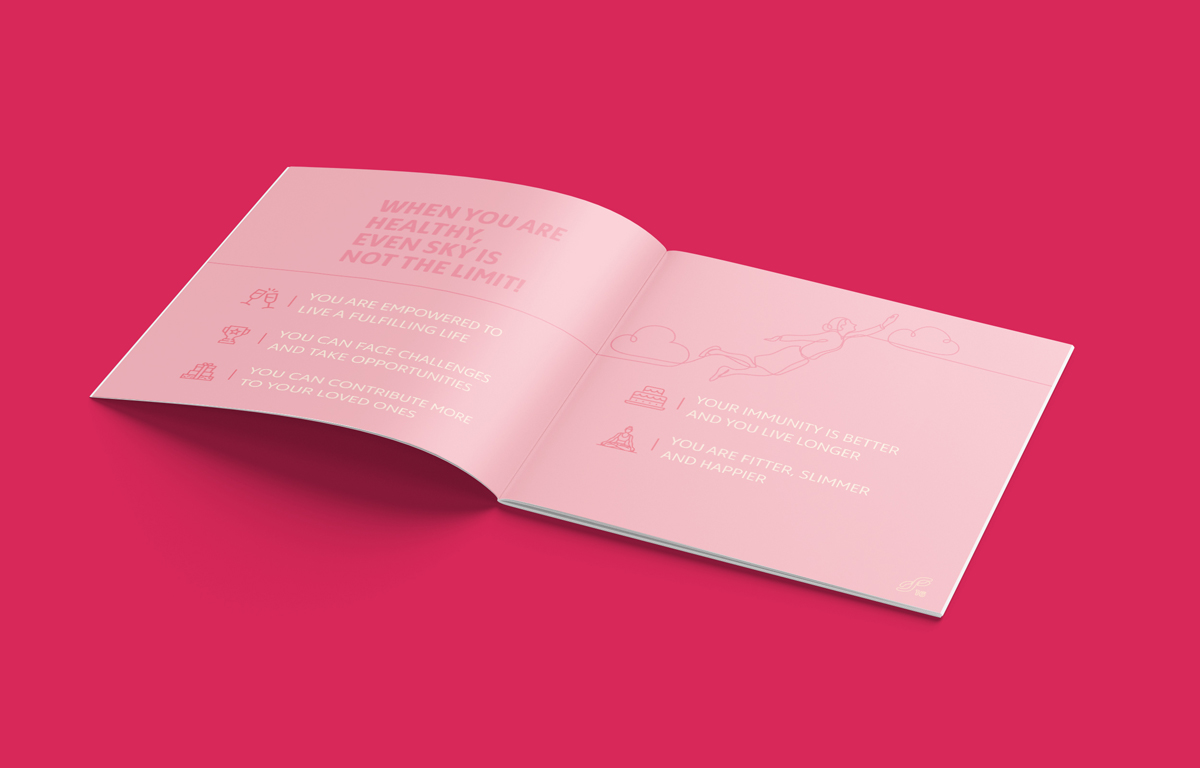 WHEN YOU ARE
HEALTHY,
EVEN SKY IS
NOT THE LIMIT!
YOU ARE EMPOWERED TO
LIVE A FULFILLING LIFE
YOU CAN FACE CHALLENGES
AND TAKE OPPORTUNITIES
YOU CAN CONTRIBUTE MORE
TO YOUR LOVED ONES
YOUR IMMUNITY IS BETTER
AND YOU LIVE LONGER
YOU ARE FITTER, SLIMMER
AND HAPPIER